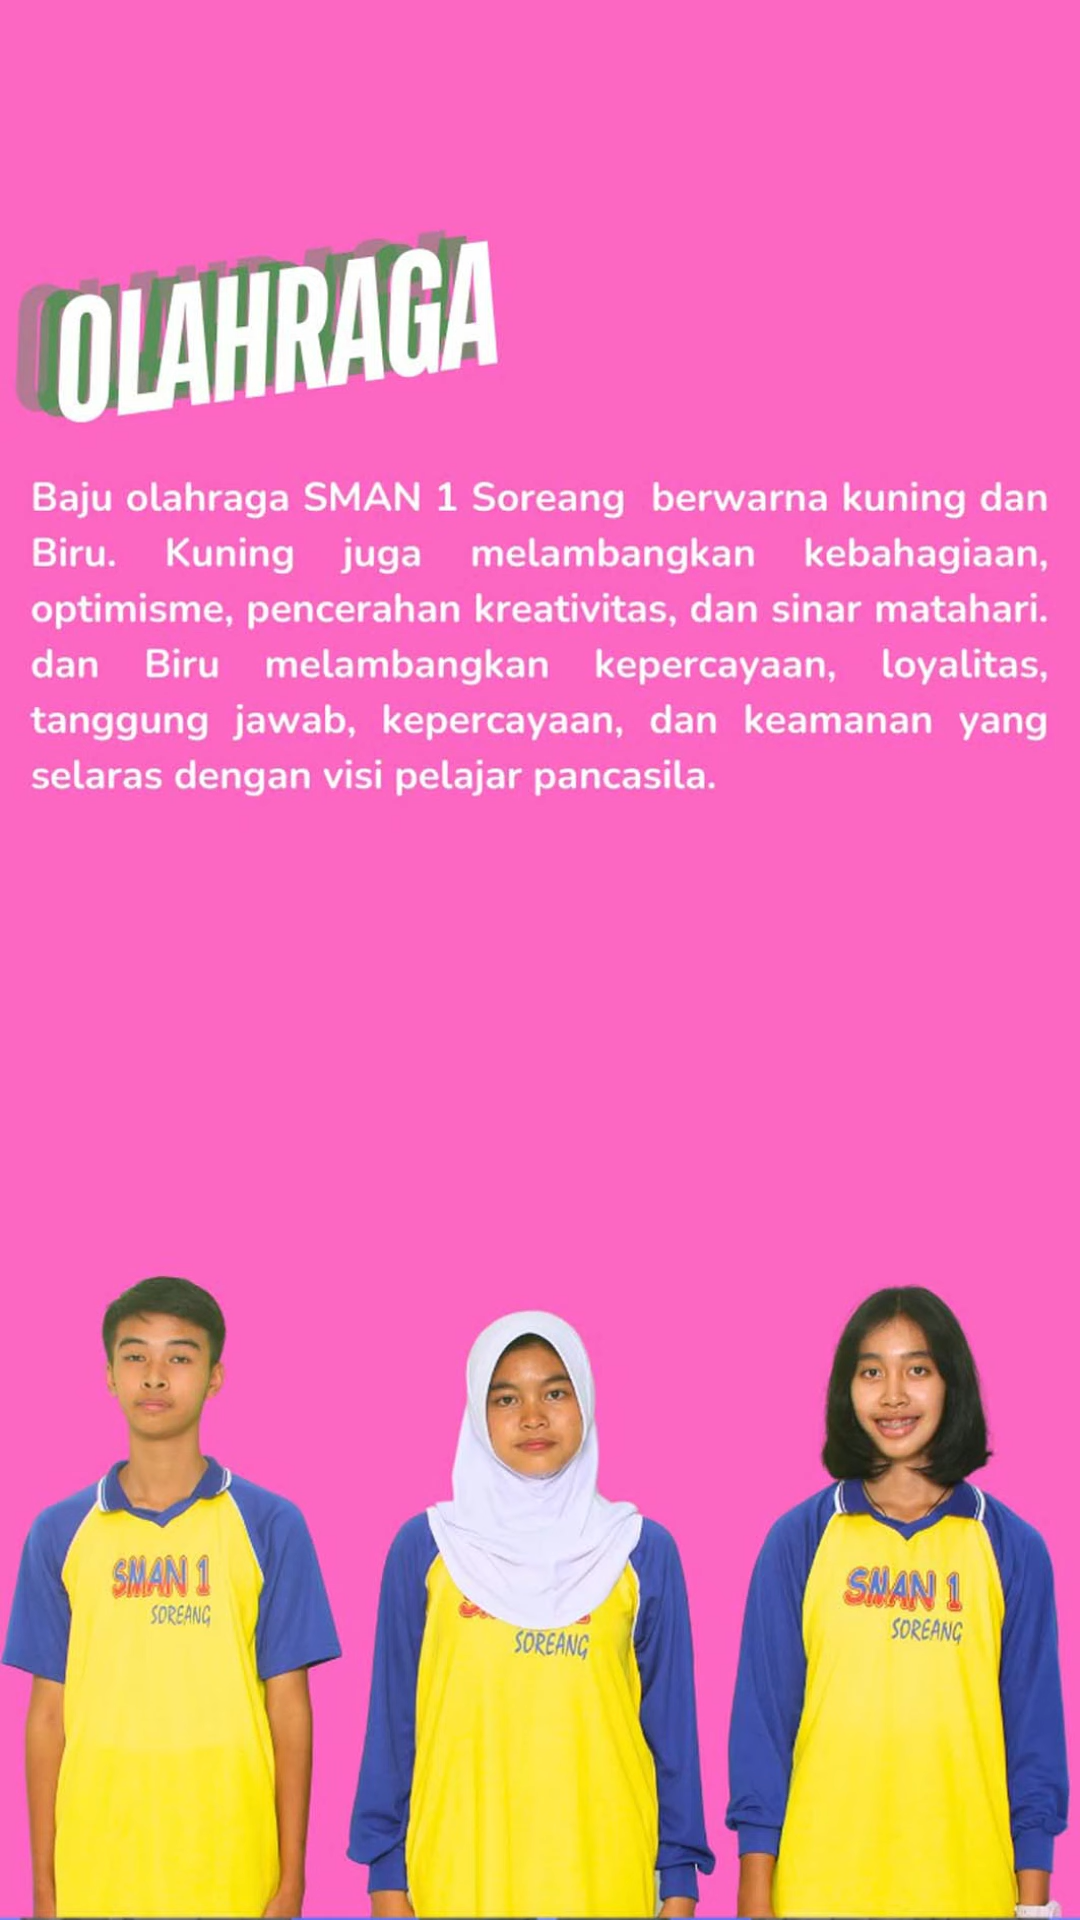 OLAHRAGA
Baju olahraga SMAN 1 Soreang berwarna kuning dan
Biru. Kuning juga melambangkan kebahagiaan,
optimisme, pencerahan kreativitas, dan sinar matahari.
dan Biru melambangkan kepercayaan, loyalitas,
tanggung jawab, kepercayaan, dan keamanan yang
selaras dengan visi pelajar pancasila.
SMAN 1
SOREANG
SOREANG
SMAN 1
SOREANG